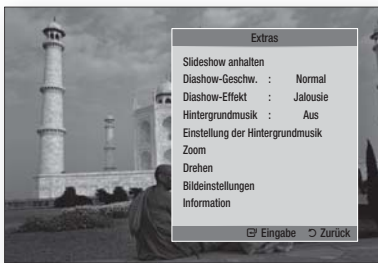 Extras
Slideshow anhalten
Diashow-Geschw. : Normal
Diashow-Effekt : Jalousie
Hintergrundmusik : Aus
Einstellung der Hintergrundmusik
Zoom
Drehen
Bildeinstellungen
Information
Eingabe Zurück